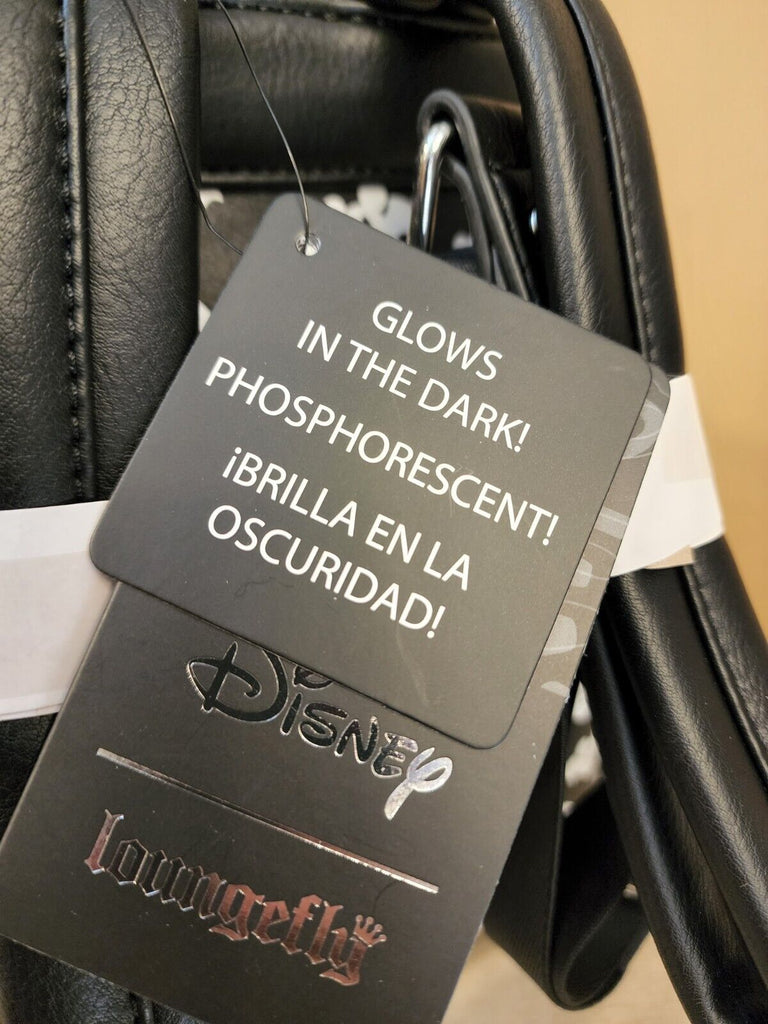 GLOWS
IN THE DARK!
PHOSPHORESCENT!
¡BRILLA EN LA
OSCURIDAD!
Disney
loungefly